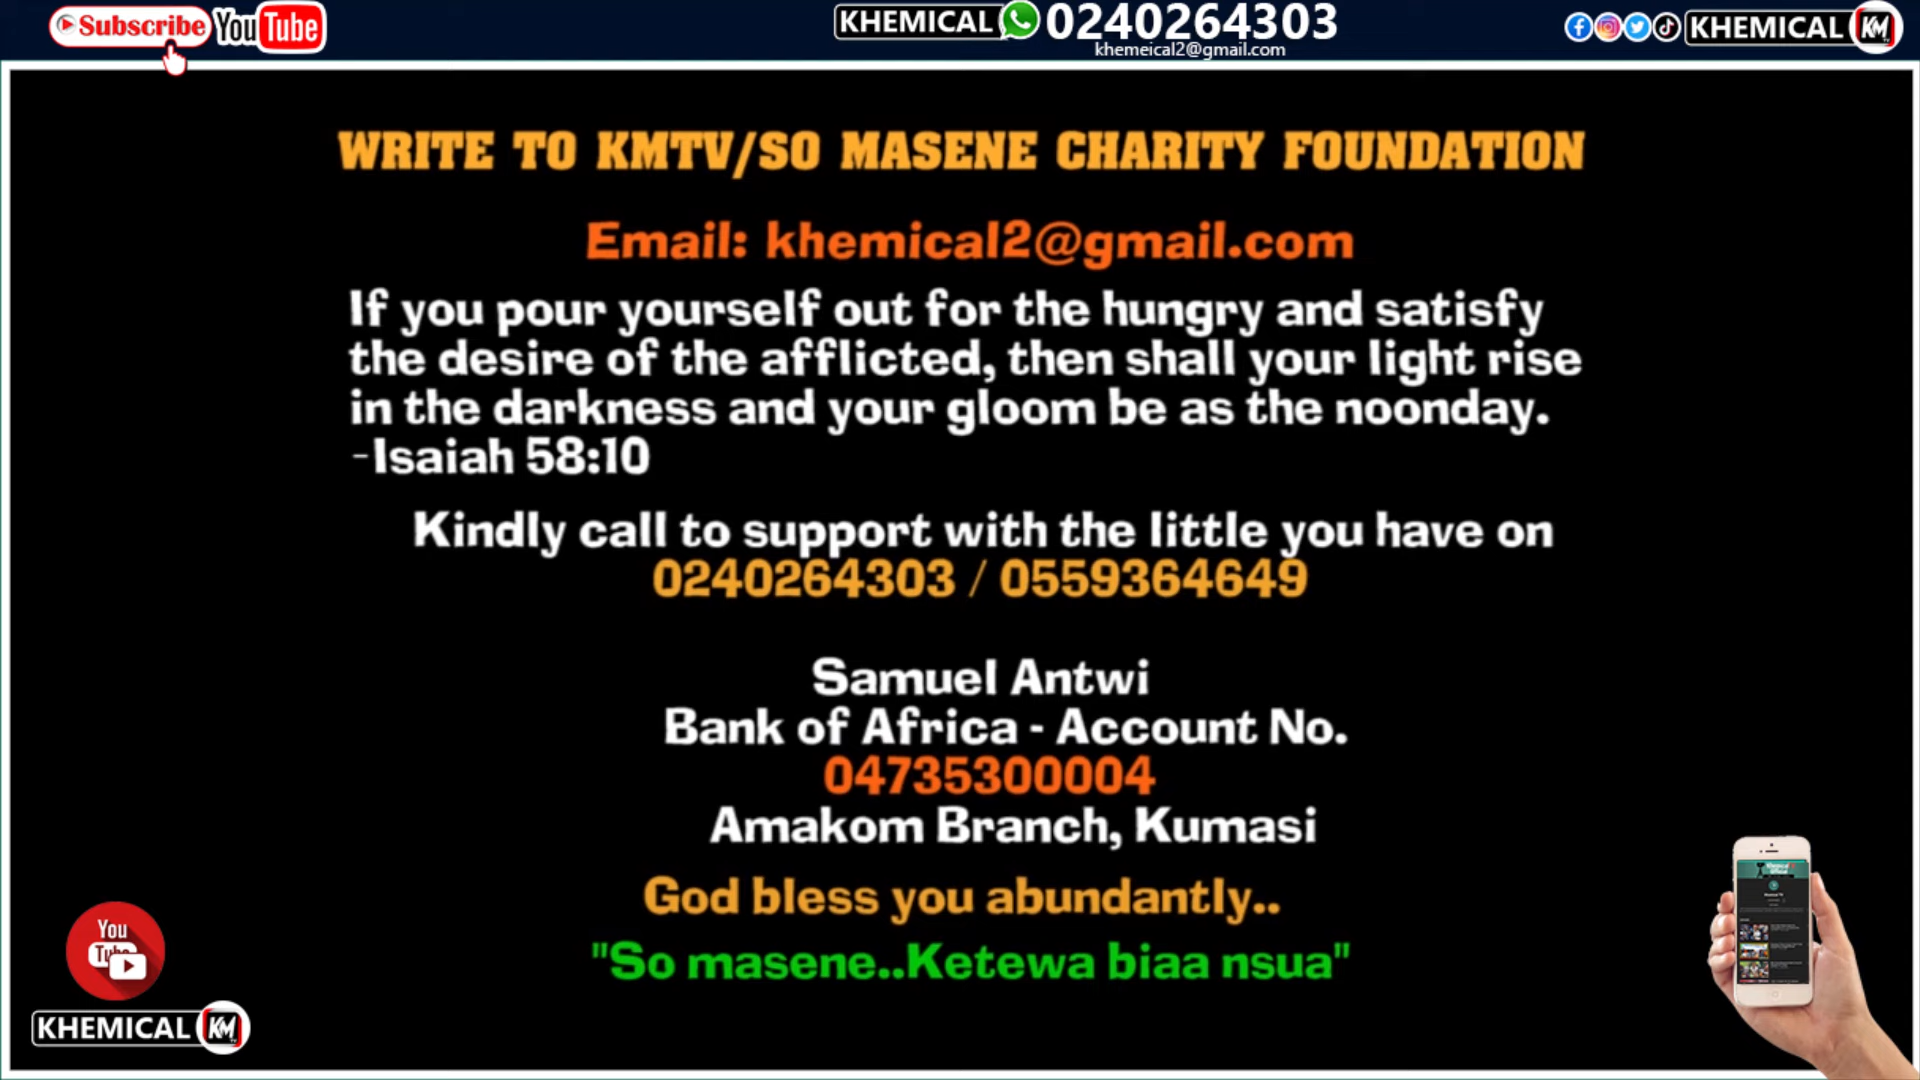 Subscribe YouTube
KHEMICAL 0240264303
khemeical2@gmail.com
KHEMICAL KM
WRITE TO KMTV/SO MASENE CHARITY FOUNDATION
Email: khemical2@gmail.com
If you pour yourself out for the hungry and satisfy
the desire of the afflicted, then shall your light rise
in the darkness and your gloom be as the noonday.
-Isaiah 58:10
Kindly call to support with the little you have on
0240264303 / 0559364649
Samuel Antwi
Bank of Africa - Account No.
04735300004
Amakom Branch, Kumasi
God bless you abundantly..
"So masene..Ketewa biaa nsua"
You
Tube
KHEMICAL KM